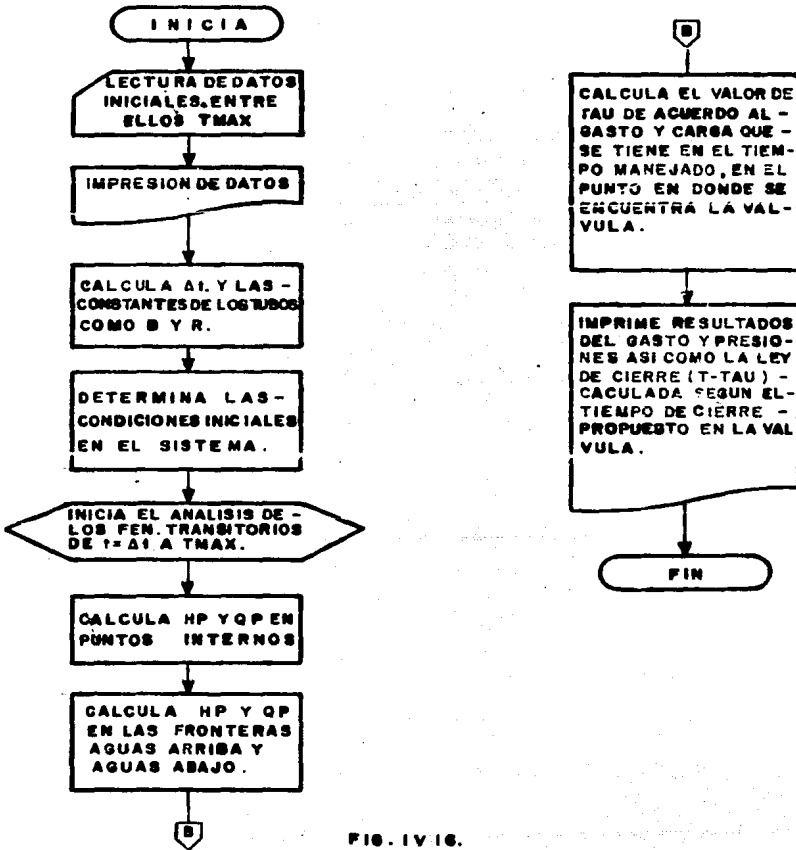 INICIA
LECTURA DE DATOS
INICIALES. ENTRE
ELLOS TMAX
IMPRESION DE DATOS
CALCULA Δt. Y LAS -
CONSTANTES DE LOS TUBOS
COMO B Y R.
DETERMINA LAS -
CONDICIONES INICIALES
EN EL SISTEMA.
INICIA EL ANALISIS DE -
LOS FEN. TRANSITORIOS
DE t= Δt A TMAX.
CALCULA HP Y QP EN
PUNTOS INTERNOS
CALCULA HP Y QP
EN LAS FRONTERAS
AGUAS ARRIBA Y
AGUAS ABAJO.
B
B
CALCULA EL VALOR DE
TAU DE ACUERDO AL -
GASTO Y CARGA QUE -
SE TIENE EN EL TIEM-
PO MANEJADO, EN EL
PUNTO EN DONDE SE
ENCUENTRA LA VAL-
VULA.
IMPRIME RESULTADOS
DEL GASTO Y PRESIO-
NES ASI COMO LA LEY
DE CIERRE (T-TAU) -
CACULADA SEGUN EL-
TIEMPO DE CIERRE -
PROPUESTO EN LA VAL
VULA.
FIN
FIG. IV 16.